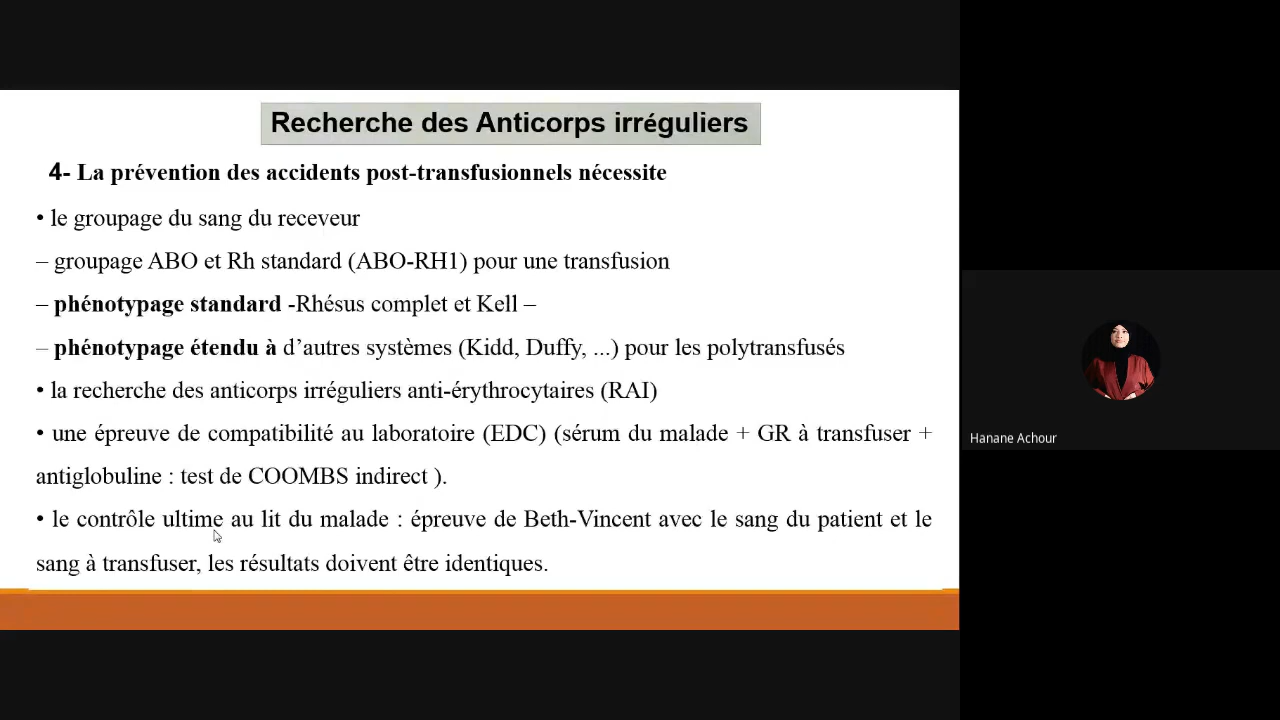 Recherche des Anticorps irréguliers
4- La prévention des accidents post-transfusionnels nécessite
• le groupage du sang du receveur
– groupage ABO et Rh standard (ABO-RH1) pour une transfusion
– phénotypage standard -Rhésus complet et Kell –
– phénotypage étendu à d’autres systèmes (Kidd, Duffy, ...) pour les polytransfusés
• la recherche des anticorps irréguliers anti-érythrocytaires (RAI)
• une épreuve de compatibilité au laboratoire (EDC) (sérum du malade + GR à transfuser +
antiglobuline : test de COOMBS indirect ).
• le contrôle ultime au lit du malade : épreuve de Beth-Vincent avec le sang du patient et le
sang à transfuser, les résultats doivent être identiques.
Hanane Achour